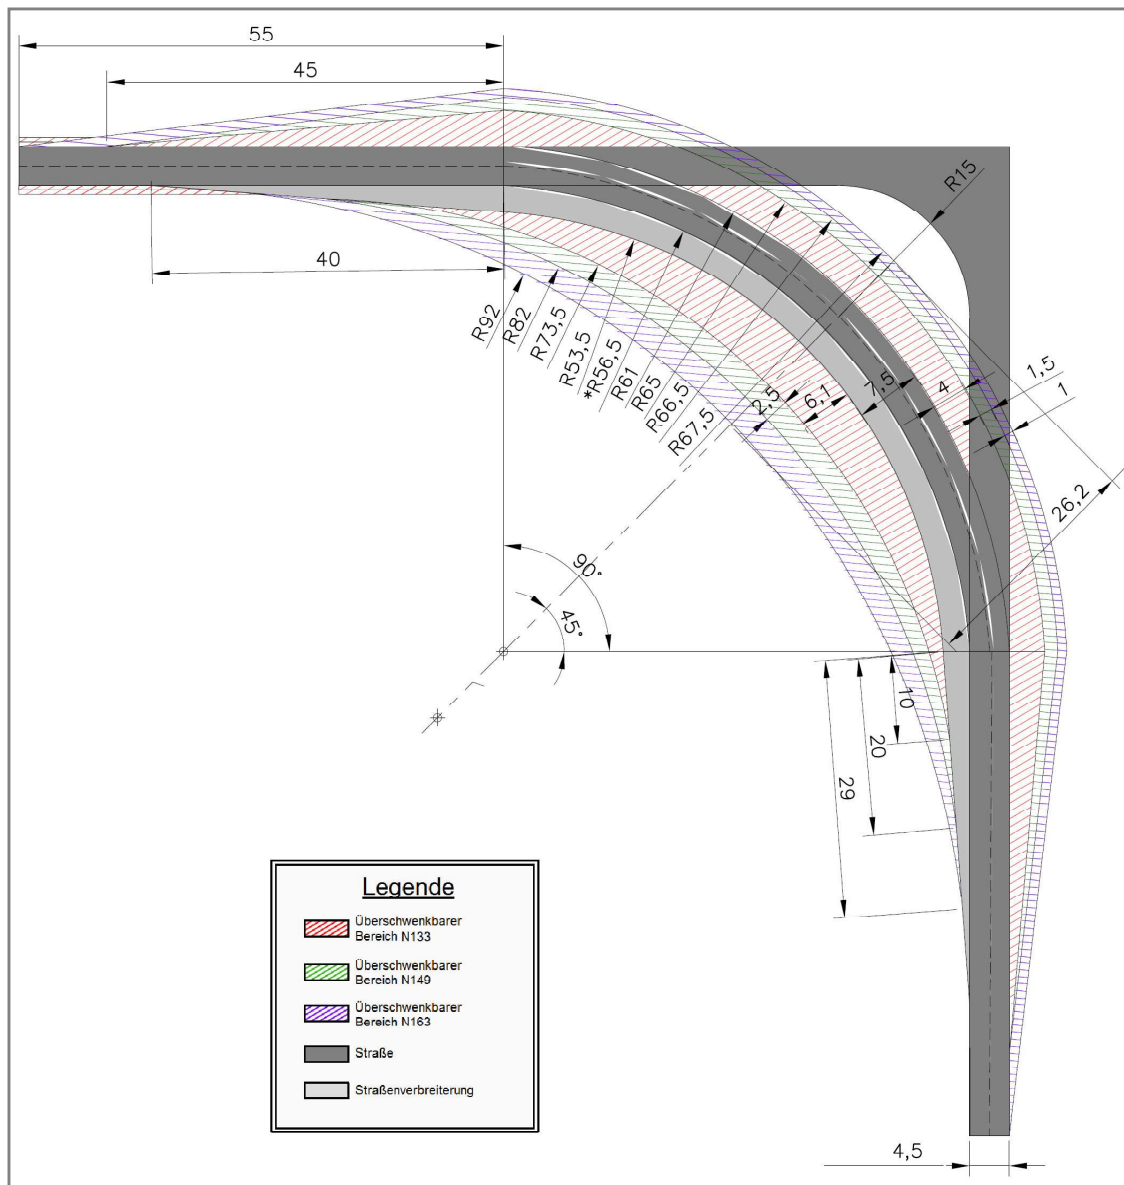 55
45
R15
40
R92
R82
R73,5
R53,5
*R56,5
R61
R65
R66,5
R67,5
2,5
6,1
7,5
4
1,5
1
26,2
90°
45°
10
20
29
Legende
Überschwenkbarer
Bereich N133
Überschwenkbarer
Bereich N149
Überschwenkbarer
Bereich N163
Straße
Straßenverbreiterung
4,5